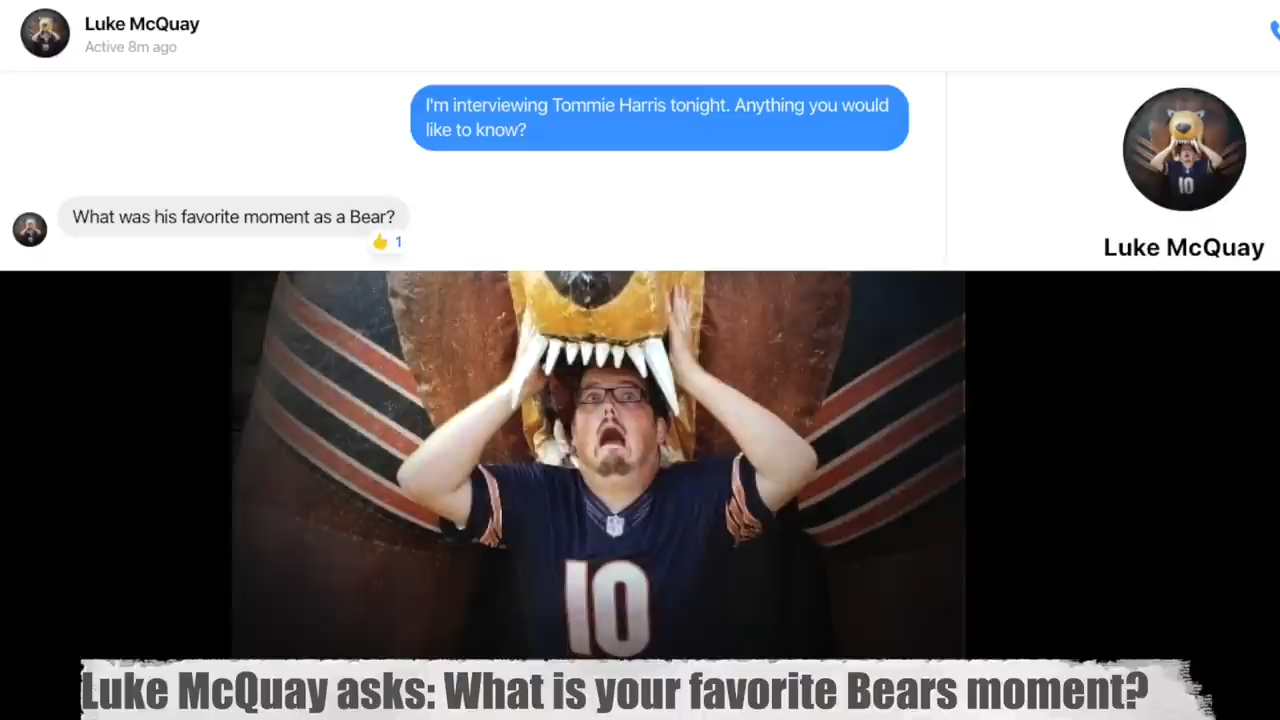 Luke McQuay
Active 8m ago
I'm interviewing Tommie Harris tonight. Anything you would
like to know?
What was his favorite moment as a Bear?
👍 1
Luke McQuay
10
10
Luke McQuay asks: What is your favorite Bears moment?